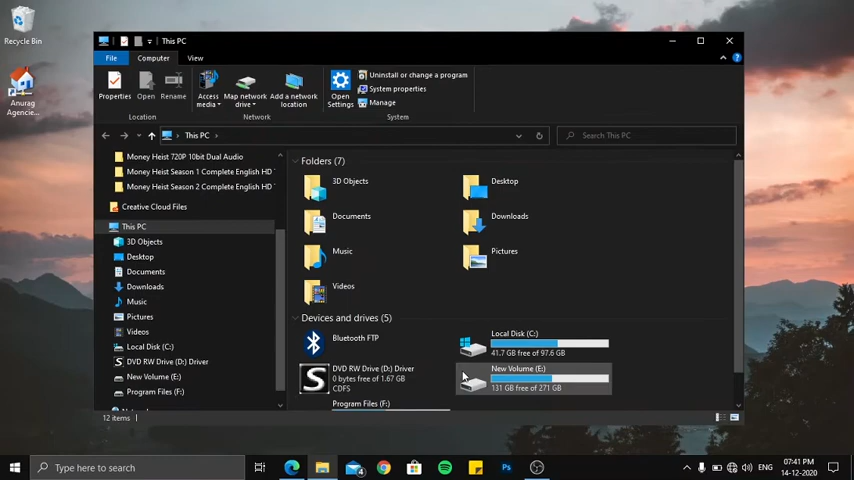 Recycle Bin
Anurag
Agencie...
This PC
File
Computer
View
Properties
Open
Rename
Access
media
Map network
drive
Add a network
location
Open
Settings
Uninstall or change a program
System properties
Manage
Location
Network
System
This PC
Search This PC
Money Heist 720P 10bit Dual Audio
Money Heist Season 1 Complete English HD
Money Heist Season 2 Complete English HD
Creative Cloud Files
This PC
3D Objects
Desktop
Documents
Downloads
Music
Pictures
Videos
Local Disk (C:)
DVD RW Drive (D:) Driver
New Volume (E:)
Program Files (F:)
Folders (7)
3D Objects
Desktop
Documents
Downloads
Music
Pictures
Videos
Devices and drives (5)
Bluetooth FTP
Local Disk (C:)
41.7 GB free of 97.6 GB
DVD RW Drive (D:) Driver
0 bytes free of 1.67 GB
CDFS
New Volume (E:)
131 GB free of 271 GB
Program Files (F:)
12 items
Type here to search
4
Ps
ENG
07:41 PM
14-12-2020